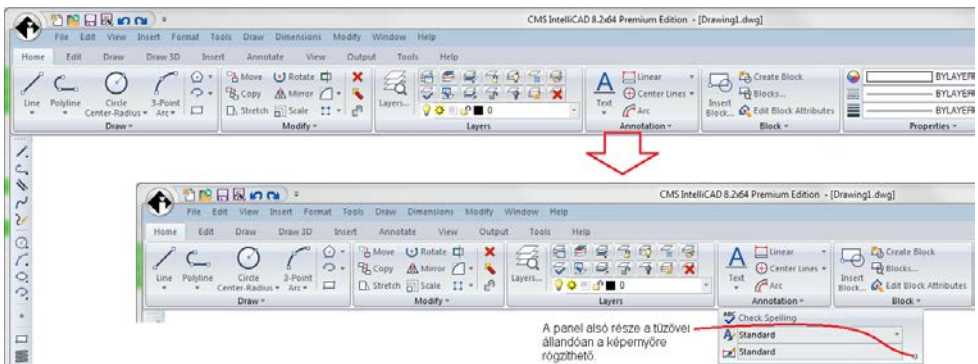 CMS IntelliCAD 8.2x64 Premium Edition - [Drawing1.dwg]
File Edit View Insert Format Tools Draw Dimensions Modify Window Help
Home Edit Draw Draw 3D Insert Annotate View Output Tools Help
Line Polyline Circle Center-Radius 3-Point Arc
Move Rotate
Copy Mirror
Stretch Scale
Layers...
0
Text
Linear
Center Lines
Arc
Insert Block...
Create Block
Blocks...
Edit Block Attributes
BYLAYER
BYLAYER
BYLAYER
Draw Modify Layers Annotation Block Properties
CMS IntelliCAD 8.2x64 Premium Edition - [Drawing1.dwg]
File Edit View Insert Format Tools Draw Dimensions Modify Window Help
Home Edit Draw Draw 3D Insert Annotate View Output Tools Help
Line Polyline Circle Center-Radius 3-Point Arc
Move Rotate
Copy Mirror
Stretch Scale
Layers...
0
Text
Linear
Center Lines
Arc
Insert Block...
Create Block
Blocks...
Edit Block Attributes
Draw Modify Layers Annotation Block
ABC Check Spelling
Standard
Standard
A panel alsó része a tűzővel
állandóan a képernyőre
rögzíthető.